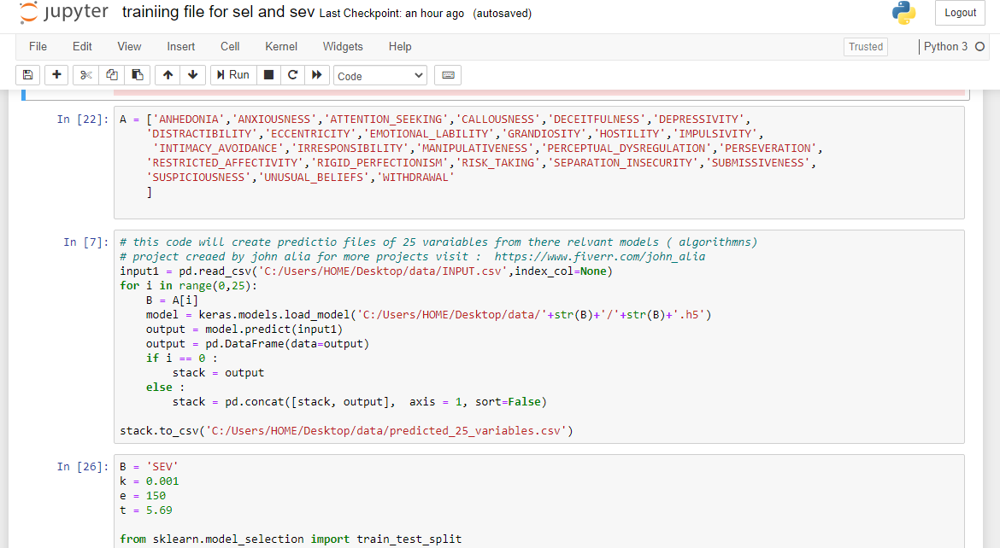 jupyter trainiing file for sel and sev Last Checkpoint: an hour ago (autosaved) Logout
File Edit View Insert Cell Kernel Widgets Help Trusted Python 3
Run Code
In [22]: A = ['ANHEDONIA','ANXIOUSNESS','ATTENTION_SEEKING','CALLOUSNESS','DECEITFULNESS','DEPRESSIVITY',
'DISTRACTIBILITY','ECCENTRICITY','EMOTIONAL_LABILITY','GRANDIOSITY','HOSTILITY','IMPULSIVITY',
'INTIMACY_AVOIDANCE','IRRESPONSIBILITY','MANIPULATIVENESS','PERCEPTUAL_DYSREGULATION','PERSEVERATION',
'RESTRICTED_AFFECTIVITY','RIGID_PERFECTIONISM','RISK_TAKING','SEPARATION_INSECURITY','SUBMISSIVENESS',
'SUSPICIOUSNESS','UNUSUAL_BELIEFS','WITHDRAWAL'
]
In [7]: # this code will create predictio files of 25 varaiables from there relvant models ( algorithmns)
# project creaed by john alia for more projects visit : https://www.fiverr.com/john_alia
input1 = pd.read_csv('C:/Users/HOME/Desktop/data/INPUT.csv',index_col=None)
for i in range(0,25):
B = A[i]
model = keras.models.load_model('C:/Users/HOME/Desktop/data/'+str(B)+'/'+str(B)+'.h5')
output = model.predict(input1)
output = pd.DataFrame(data=output)
if i == 0 :
stack = output
else :
stack = pd.concat([stack, output], axis = 1, sort=False)
stack.to_csv('C:/Users/HOME/Desktop/data/predicted_25_variables.csv')
In [26]: B = 'SEV'
k = 0.001
e = 150
t = 5.69
from sklearn.model_selection import train_test_split